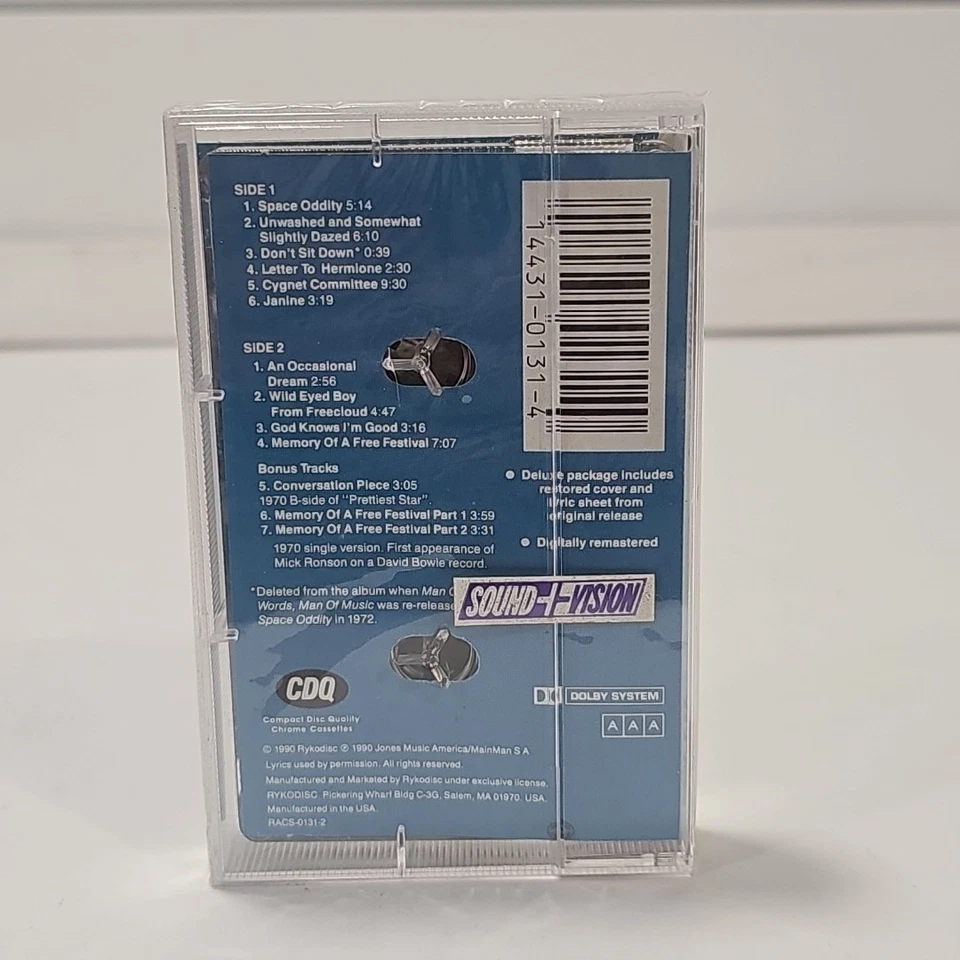 SIDE 1
1. Space Oddity 5:14
2. Unwashed and Somewhat
Slightly Dazed 6:10
3. Don't Sit Down* 0:39
4. Letter To Hermione 2:30
5. Cygnet Committee 9:30
6. Janine 3:19
SIDE 2
1. An Occasional
Dream 2:56
2. Wild Eyed Boy
From Freecloud 4:47
3. God Knows I'm Good 3:16
4. Memory Of A Free Festival 7:07
Bonus Tracks
5. Conversation Piece 3:05
1970 B-side of "Prettiest Star".
6. Memory Of A Free Festival Part 1 3:59
7. Memory Of A Free Festival Part 2 3:31
1970 single version. First appearance of
Mick Ronson on a David Bowie record.
*Deleted from the album when Man
Words, Man Of Music was re-relea
Space Oddity in 1972.
14431-0131-4
● Deluxe package includes
restored cover and
lyric sheet from
original release
● Digitally remastered
SOUND+VISION
CDQ
Compact Disc Quality
Chrome Cassettes
DOLBY SYSTEM
AAA
© 1990 Rykodisc ℗ 1990 Jones Music America/MainMan S A
Lyrics used by permission. All rights reserved.
Manufactured and Marketed by Rykodisc under exclusive license.
RYKODISC. Pickering Wharf Bldg C-3G, Salem, MA 01970. USA.
Manufactured in the USA.
RACS-0131-2